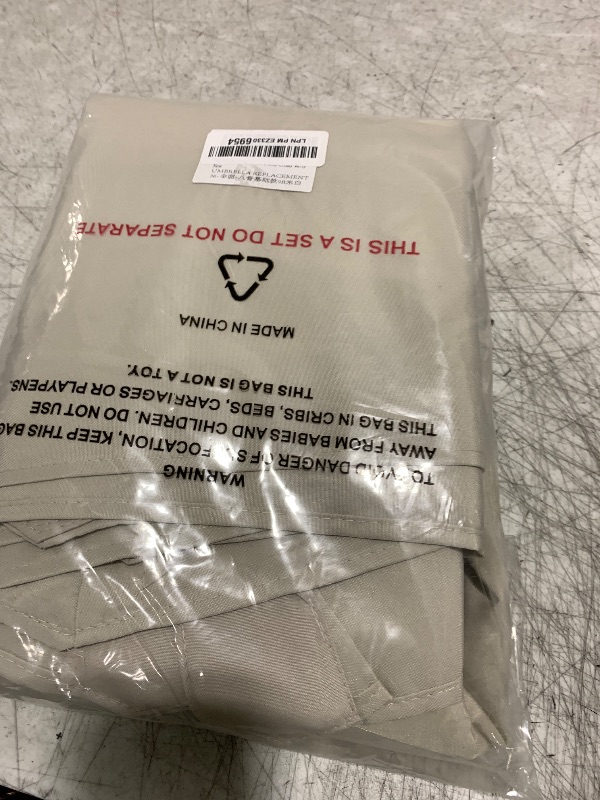 WARNING
TO AVOID DANGER OF SUFFOCATION, KEEP THIS BAG
AWAY FROM BABIES AND CHILDREN. DO NOT USE
THIS BAG IN CRIBS, BEDS, CARRIAGES OR PLAYPENS.
THIS BAG IS NOT A TOY.
MADE IN CHINA
THIS IS A SET DO NOT SEPARATE
LPN PM EZ330 6954
New
UMBRELLA REPLACEMENT